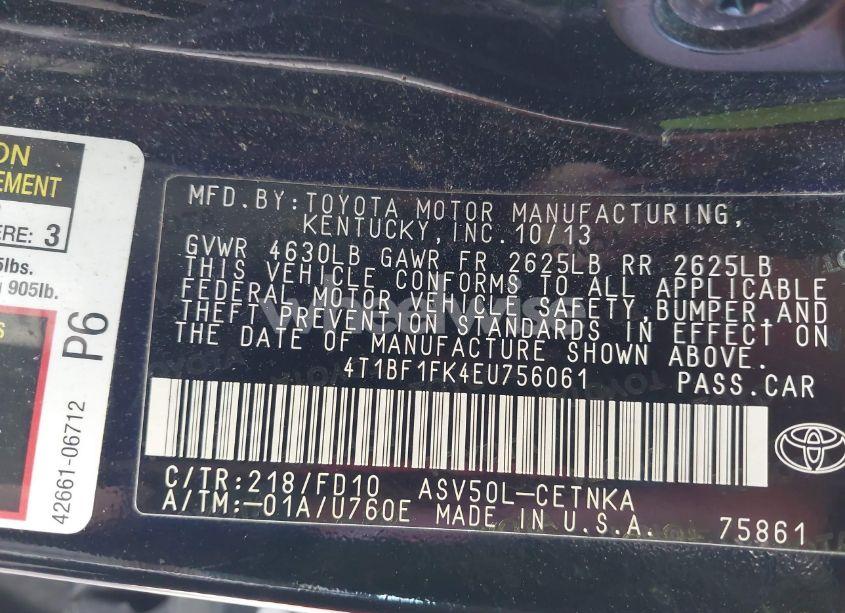 ON
EMENT
ERE: 3
lbs.
905lb.
S
P6
42661-06712
MFD.BY:TOYOTA MOTOR MANUFACTURING,
KENTUCKY,INC.10/13
GVWR 4630LB GAWR FR 2625LB RR 2625LB
THIS VEHICLE CONFORMS TO ALL APPLICABLE
FEDERAL MOTOR VEHICLE SAFETY,BUMPER,AND
THEFT PREVENTION STANDARDS IN EFFECT ON
THE DATE OF MANUFACTURE SHOWN ABOVE.
4T1BF1FK4EU756061 PASS.CAR
C/TR:218/FD10 ASV50L-CETNKA
A/TM:-01A/U760E MADE IN U.S.A. 75861
wheelwise